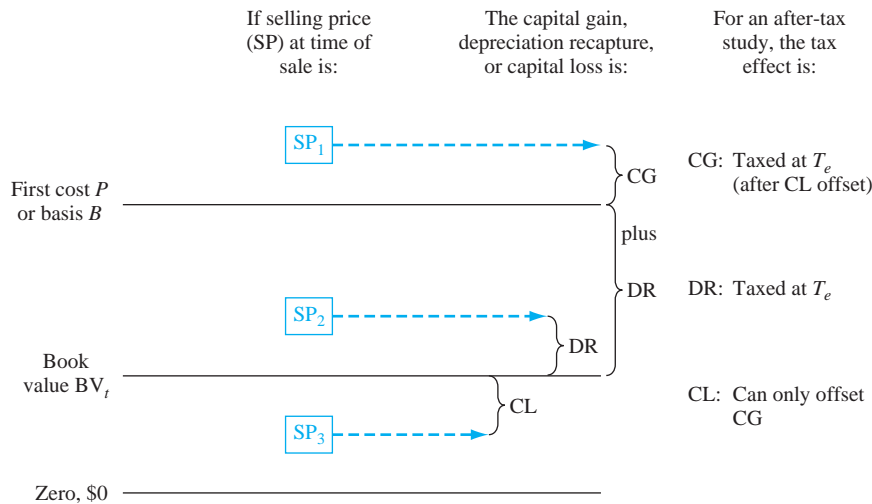 If selling price
(SP) at time of
sale is:
The capital gain,
depreciation recapture,
or capital loss is:
For an after-tax
study, the tax
effect is:
SP1
CG
CG: Taxed at Te
(after CL offset)
First cost P
or basis B
plus
DR
DR: Taxed at Te
SP2
DR
Book
value BVt
CL
CL: Can only offset
CG
SP3
Zero, $0